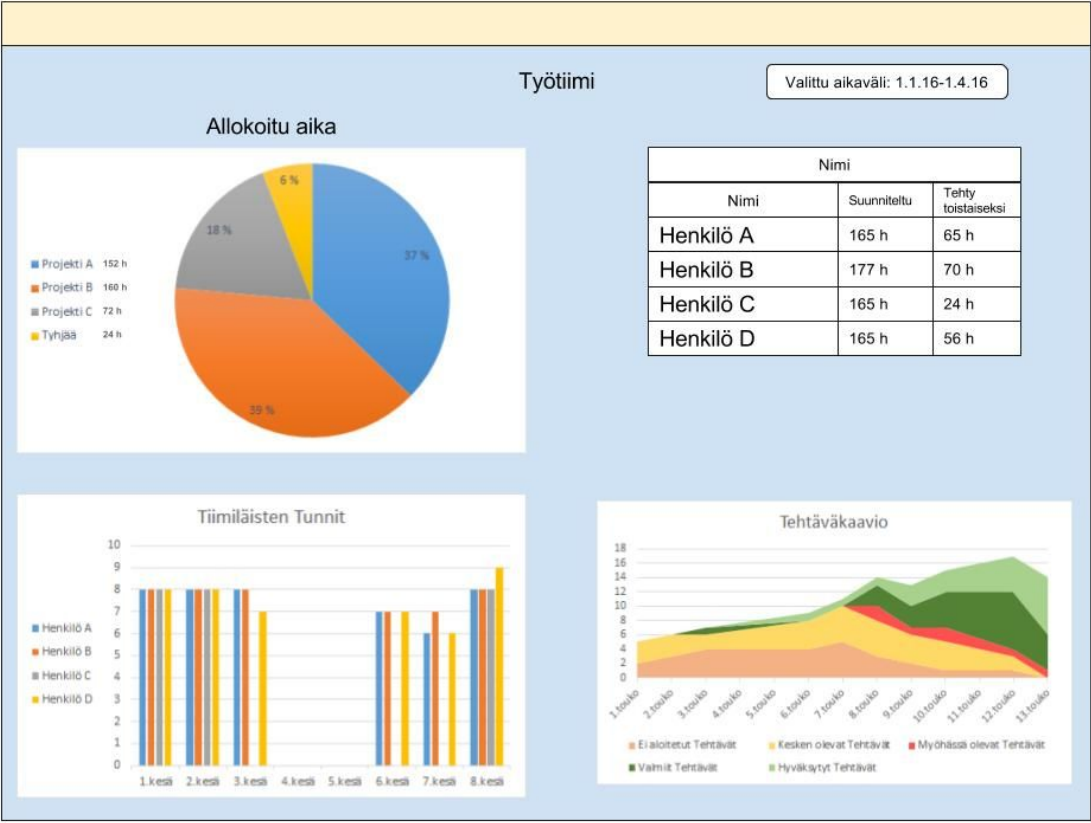 Työtiimi
Valittu aikaväli: 1.1.16-1.4.16
Allokoitu aika
6 %
18 %
37 %
39 %
Projekti A 152 h
Projekti B 160 h
Projekti C 72 h
Tyhjää 24 h
Nimi
Nimi Suunniteltu Tehty toistaiseksi
Henkilö A 165 h 65 h
Henkilö B 177 h 70 h
Henkilö C 165 h 24 h
Henkilö D 165 h 56 h
Tiimiläisten Tunnit
10
9
8
7
6
5
4
3
2
1
0
Henkilö A
Henkilö B
Henkilö C
Henkilö D
1.kesä 2.kesä 3.kesä 4.kesä 5.kesä 6.kesä 7.kesä 8.kesä
Tehtäväkaavio
18
16
14
12
10
8
6
4
2
0
1.touko 2.touko 3.touko 4.touko 5.touko 6.touko 7.touko 8.touko 9.touko 10.touko 11.touko 12.touko 13.touko
Ei aloitetut Tehtävät Kesken olevat Tehtävät Myöhässä olevat Tehtävät
Valmiit Tehtävät Hyväksytyt Tehtävät